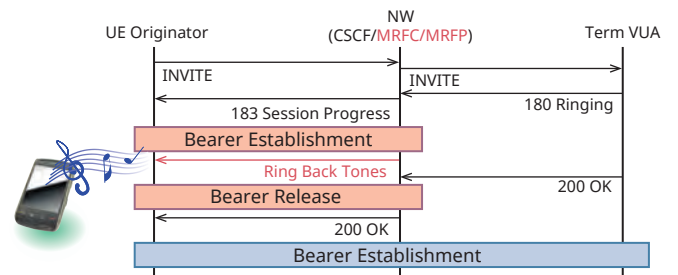 UE Originator
NW
(CSCF/MRFC/MRFP)
Term VUA
INVITE
INVITE
183 Session Progress
180 Ringing
Bearer Establishment
Ring Back Tones
200 OK
Bearer Release
200 OK
Bearer Establishment